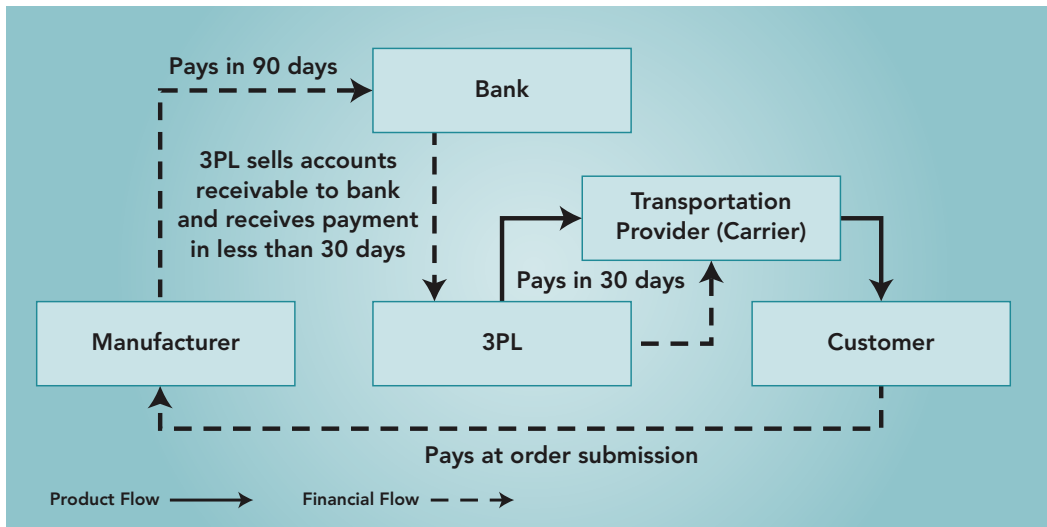 Pays in 90 days
Bank
3PL sells accounts
receivable to bank
and receives payment
in less than 30 days
Transportation
Provider (Carrier)
Pays in 30 days
Manufacturer
3PL
Customer
Pays at order submission
Product Flow
Financial Flow